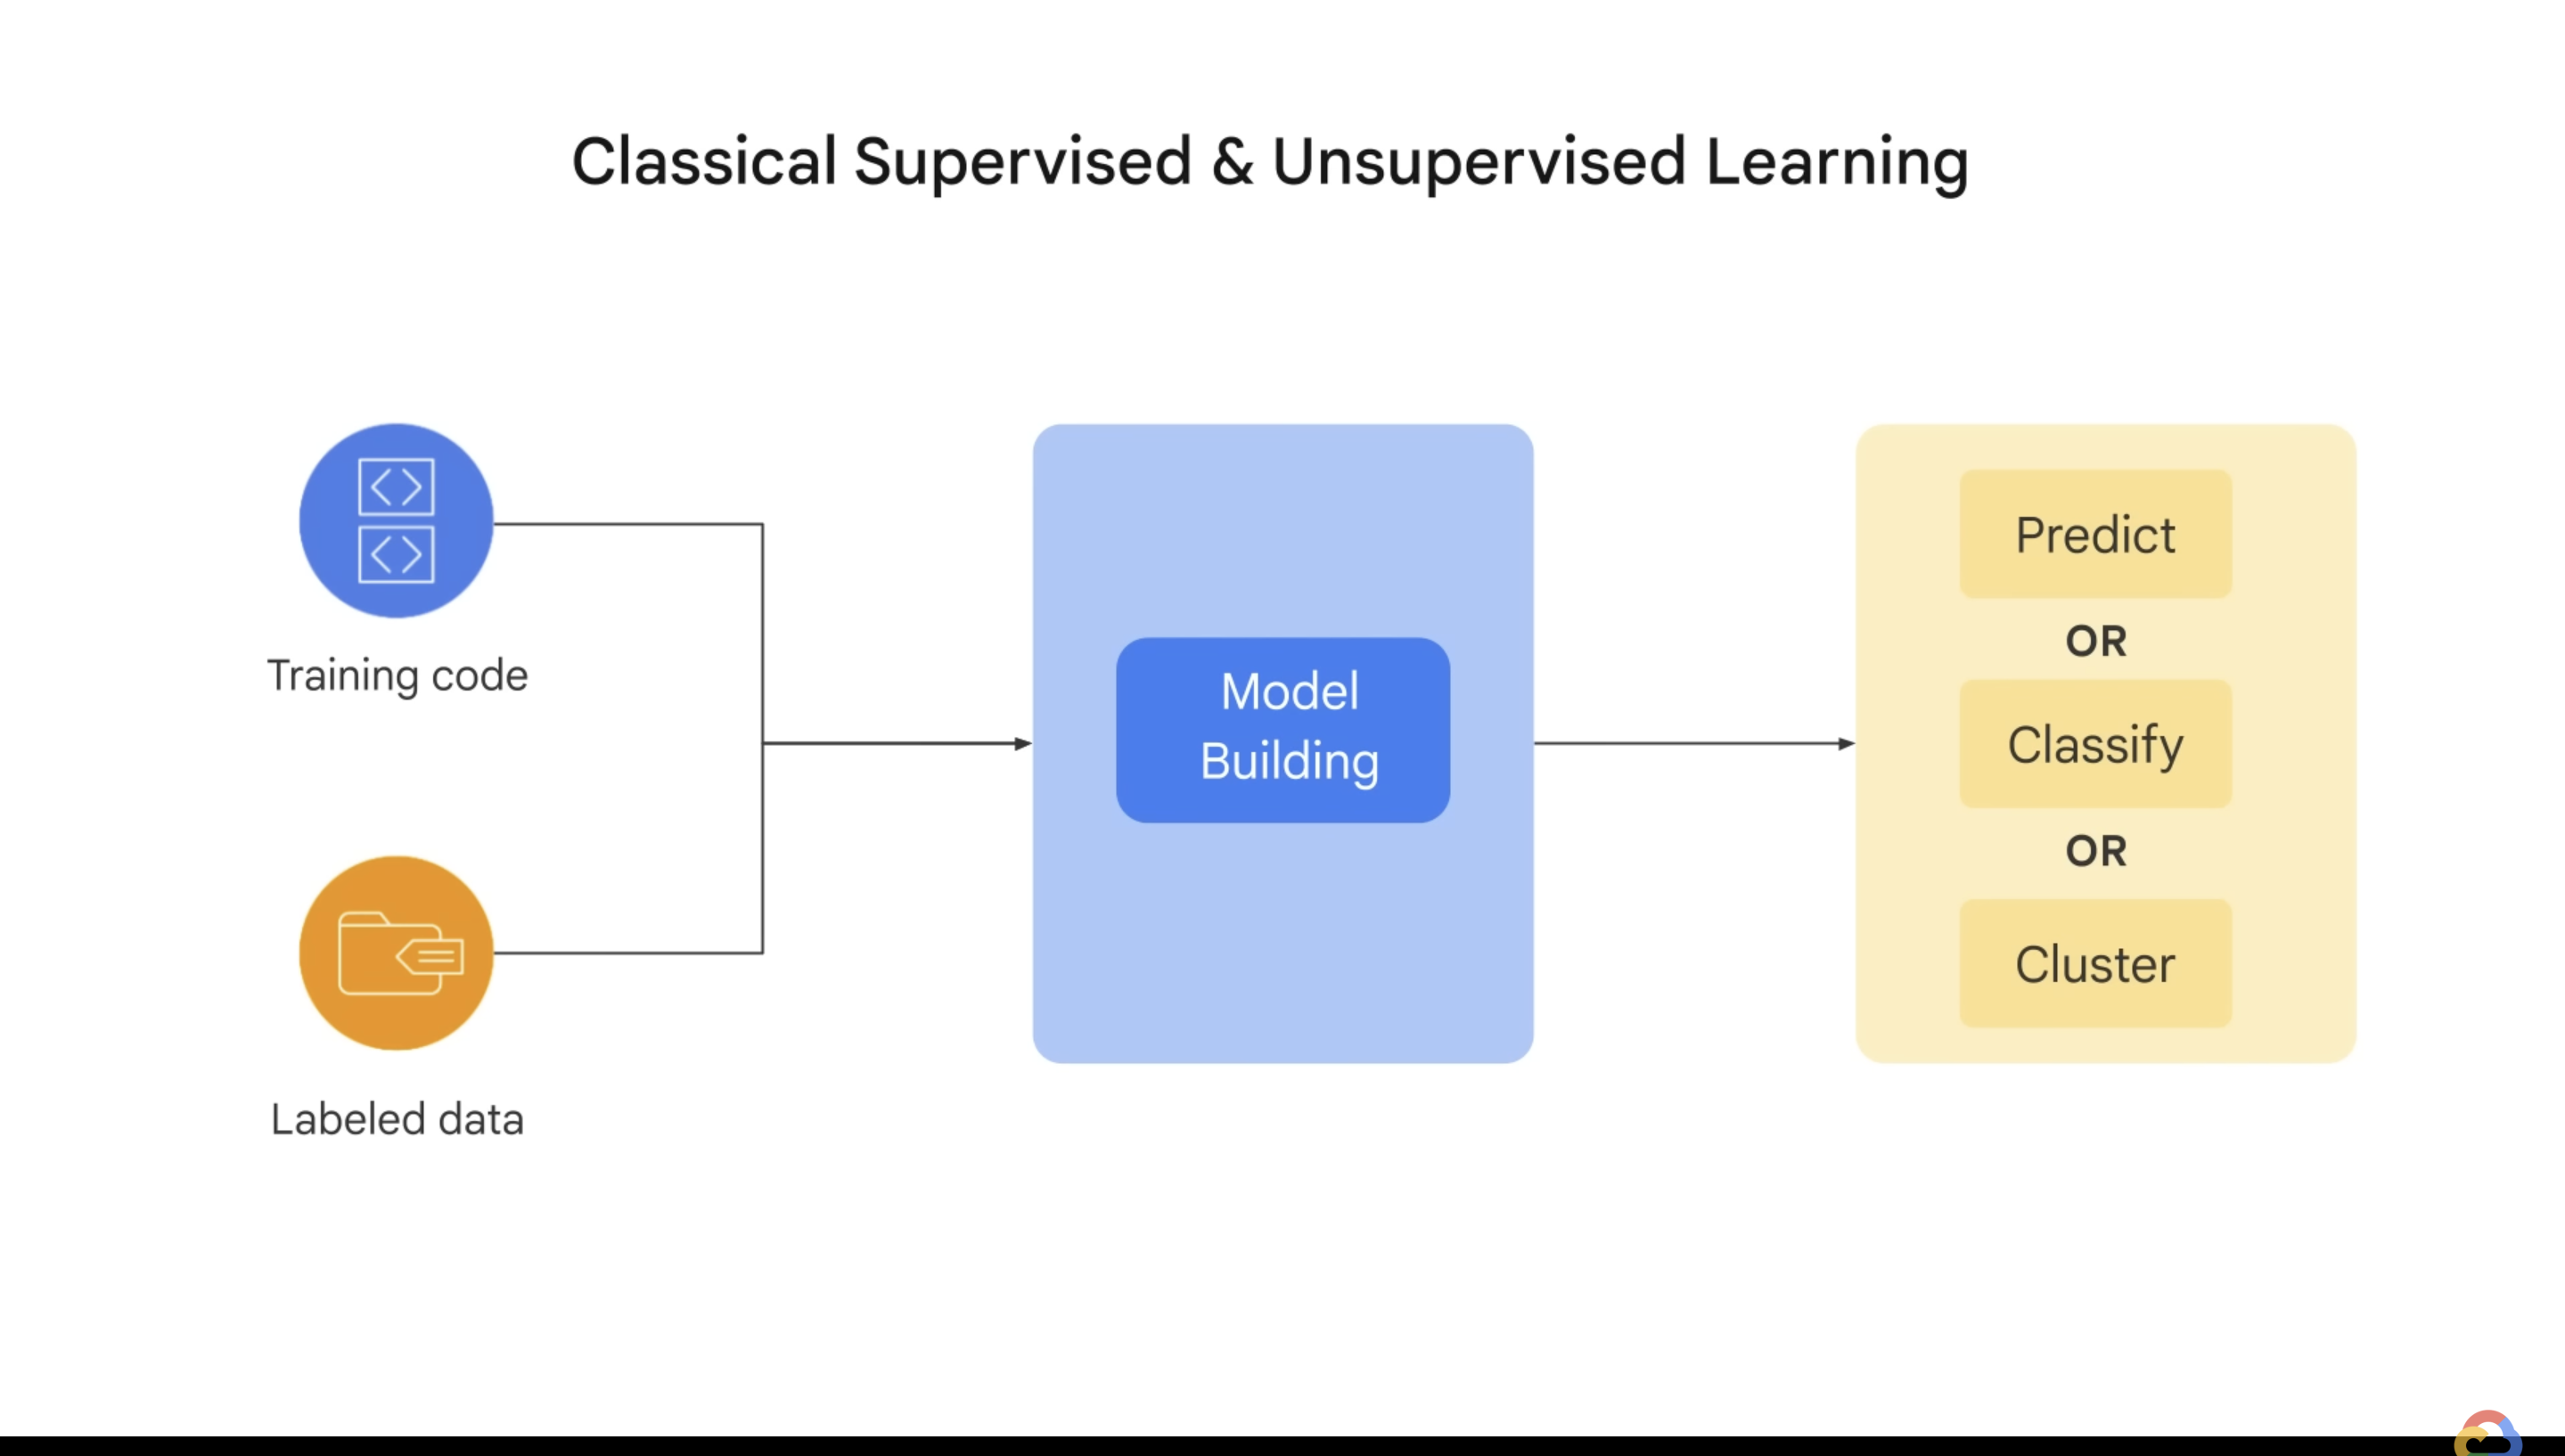 Classical Supervised & Unsupervised Learning
Training code
Labeled data
Model
Building
Predict
OR
Classify
OR
Cluster